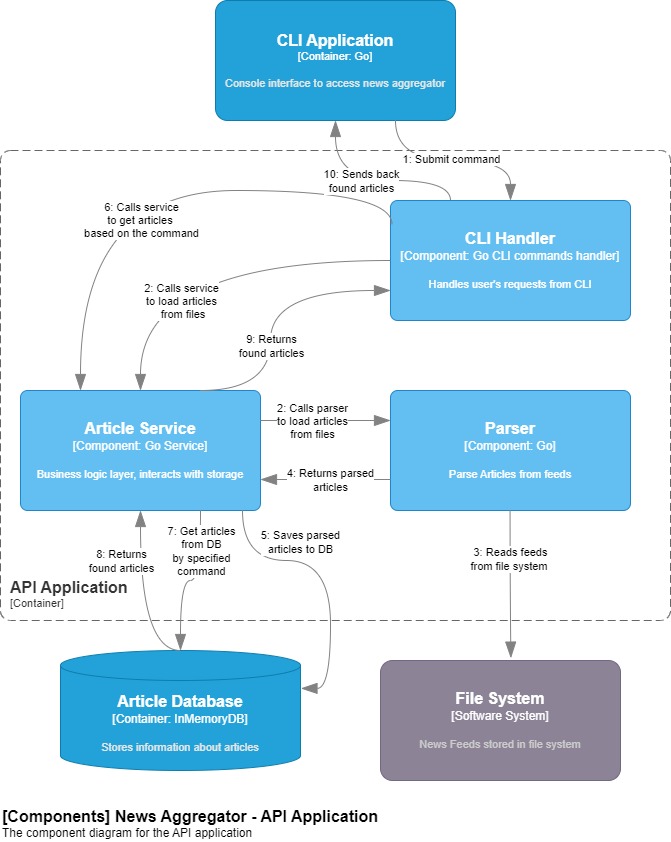 CLI Application
[Container: Go]
Console interface to access news aggregator
1: Submit command
10: Sends back
found articles
6: Calls service
to get articles
based on the command
CLI Handler
[Component: Go CLI commands handler]
Handles user's requests from CLI
2: Calls service
to load articles
from files
9: Returns
found articles
Article Service
[Component: Go Service]
Business logic layer, interacts with storage
2: Calls parser
to load articles
from files
4: Returns parsed
articles
Parser
[Component: Go]
Parse Articles from feeds
8: Returns
found articles
7: Get articles
from DB
by specified
command
5: Saves parsed
articles to DB
3: Reads feeds
from file system
API Application
[Container]
Article Database
[Container: InMemoryDB]
Stores information about articles
File System
[Software System]
News Feeds stored in file system
[Components] News Aggregator - API Application
The component diagram for the API application